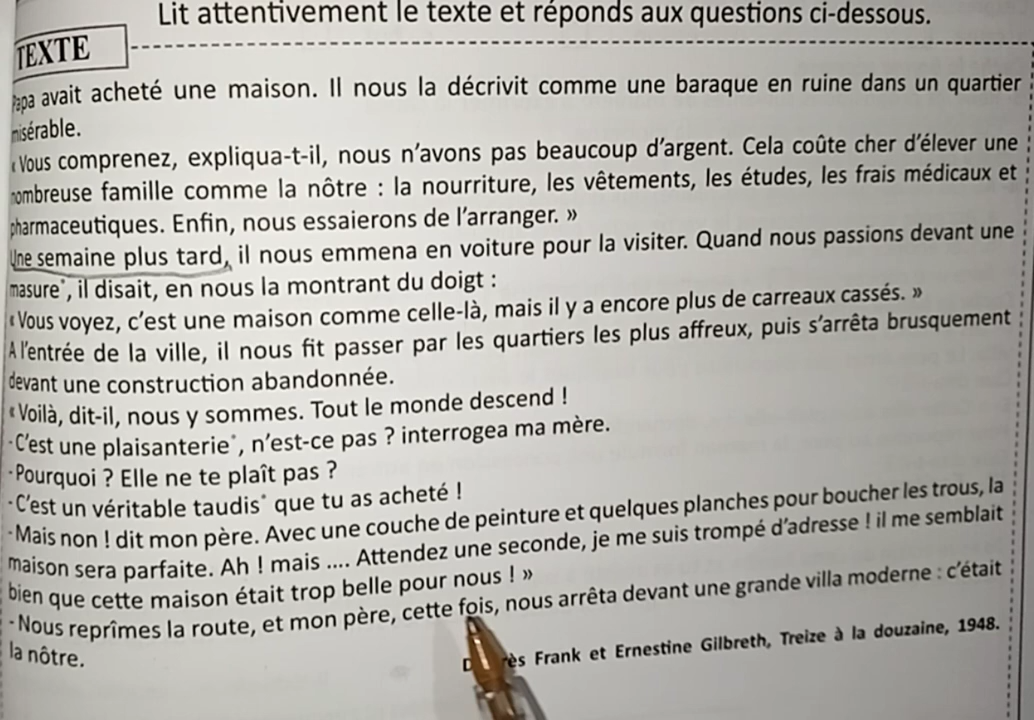 Lit attentivement le texte et réponds aux questions ci-dessous.
TEXTE
Papa avait acheté une maison. Il nous la décrivit comme une baraque en ruine dans un quartier
misérable.
« Vous comprenez, expliqua-t-il, nous n'avons pas beaucoup d'argent. Cela coûte cher d'élever une
nombreuse famille comme la nôtre : la nourriture, les vêtements, les études, les frais médicaux et
pharmaceutiques. Enfin, nous essaierons de l'arranger. »
Une semaine plus tard, il nous emmena en voiture pour la visiter. Quand nous passions devant une
masure*, il disait, en nous la montrant du doigt :
« Vous voyez, c'est une maison comme celle-là, mais il y a encore plus de carreaux cassés. »
A l'entrée de la ville, il nous fit passer par les quartiers les plus affreux, puis s'arrêta brusquement
devant une construction abandonnée.
« Voilà, dit-il, nous y sommes. Tout le monde descend !
-C'est une plaisanterie*, n'est-ce pas ? interrogea ma mère.
-Pourquoi ? Elle ne te plaît pas ?
-C'est un véritable taudis* que tu as acheté !
-Mais non ! dit mon père. Avec une couche de peinture et quelques planches pour boucher les trous, la
maison sera parfaite. Ah ! mais .... Attendez une seconde, je me suis trompé d'adresse ! il me semblait
bien que cette maison était trop belle pour nous ! »
-Nous reprîmes la route, et mon père, cette fois, nous arrêta devant une grande villa moderne : c'était
la nôtre.
Frank et Ernestine Gilbreth, Treize à la douzaine, 1948.